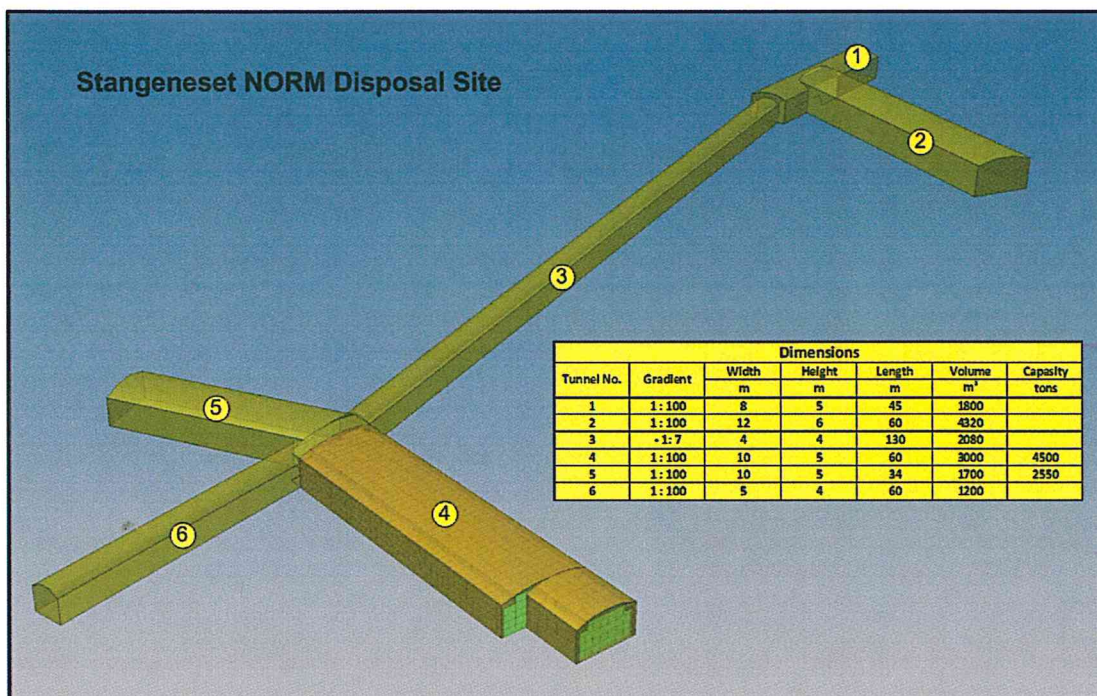 Stangeneset NORM Disposal Site
1
2
3
Dimensions
Tunnel No. Gradient Width Height Length Volume Capasity
m m m m³ tons
1 1 : 100 8 5 45 1800
2 1 : 100 12 6 60 4320
3 - 1 : 7 4 4 130 2080
4 1 : 100 10 5 60 3000 4500
5 1 : 100 10 5 34 1700 2550
6 1 : 100 5 4 60 1200
5
4
6